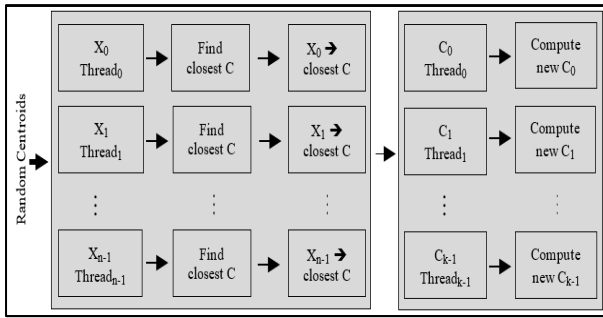 Random Centroids
X₀
Thread₀
Find
closest C
X₀ ➔
closest C
X₁
Thread₁
Find
closest C
X₁ ➔
closest C
Xₙ₋₁
Threadₙ₋₁
Find
closest C
Xₙ₋₁ ➔
closest C
C₀
Thread₀
Compute
new C₀
C₁
Thread₁
Compute
new C₁
Cₖ₋₁
Threadₖ₋₁
Compute
new Cₖ₋₁